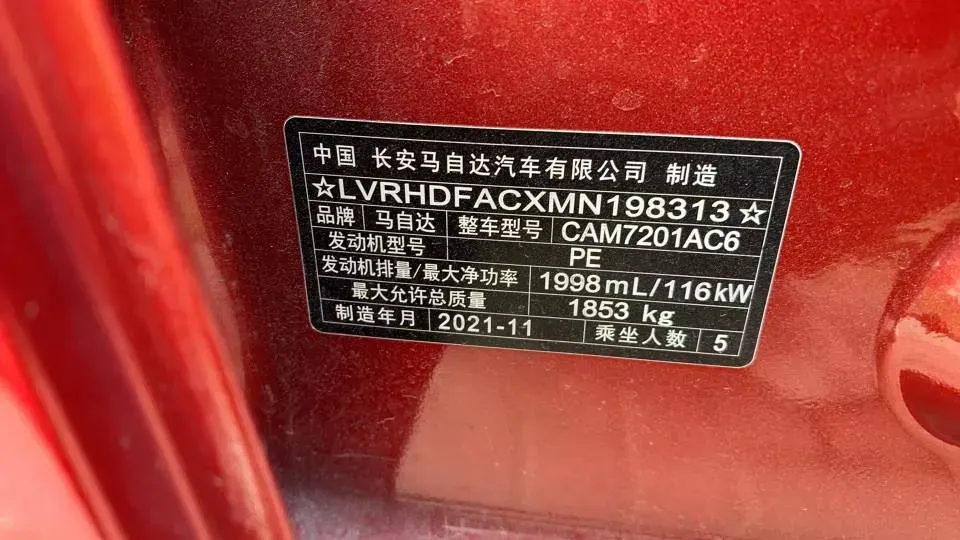 中国 长安马自达汽车有限公司 制造
☆LVRHDFACXMN198313☆
品牌 马自达 整车型号 CAM7201AC6
发动机型号 PE
发动机排量/最大净功率 1998mL/116kW
最大允许总质量 1853 kg
制造年月 2021-11 乘坐人数 5